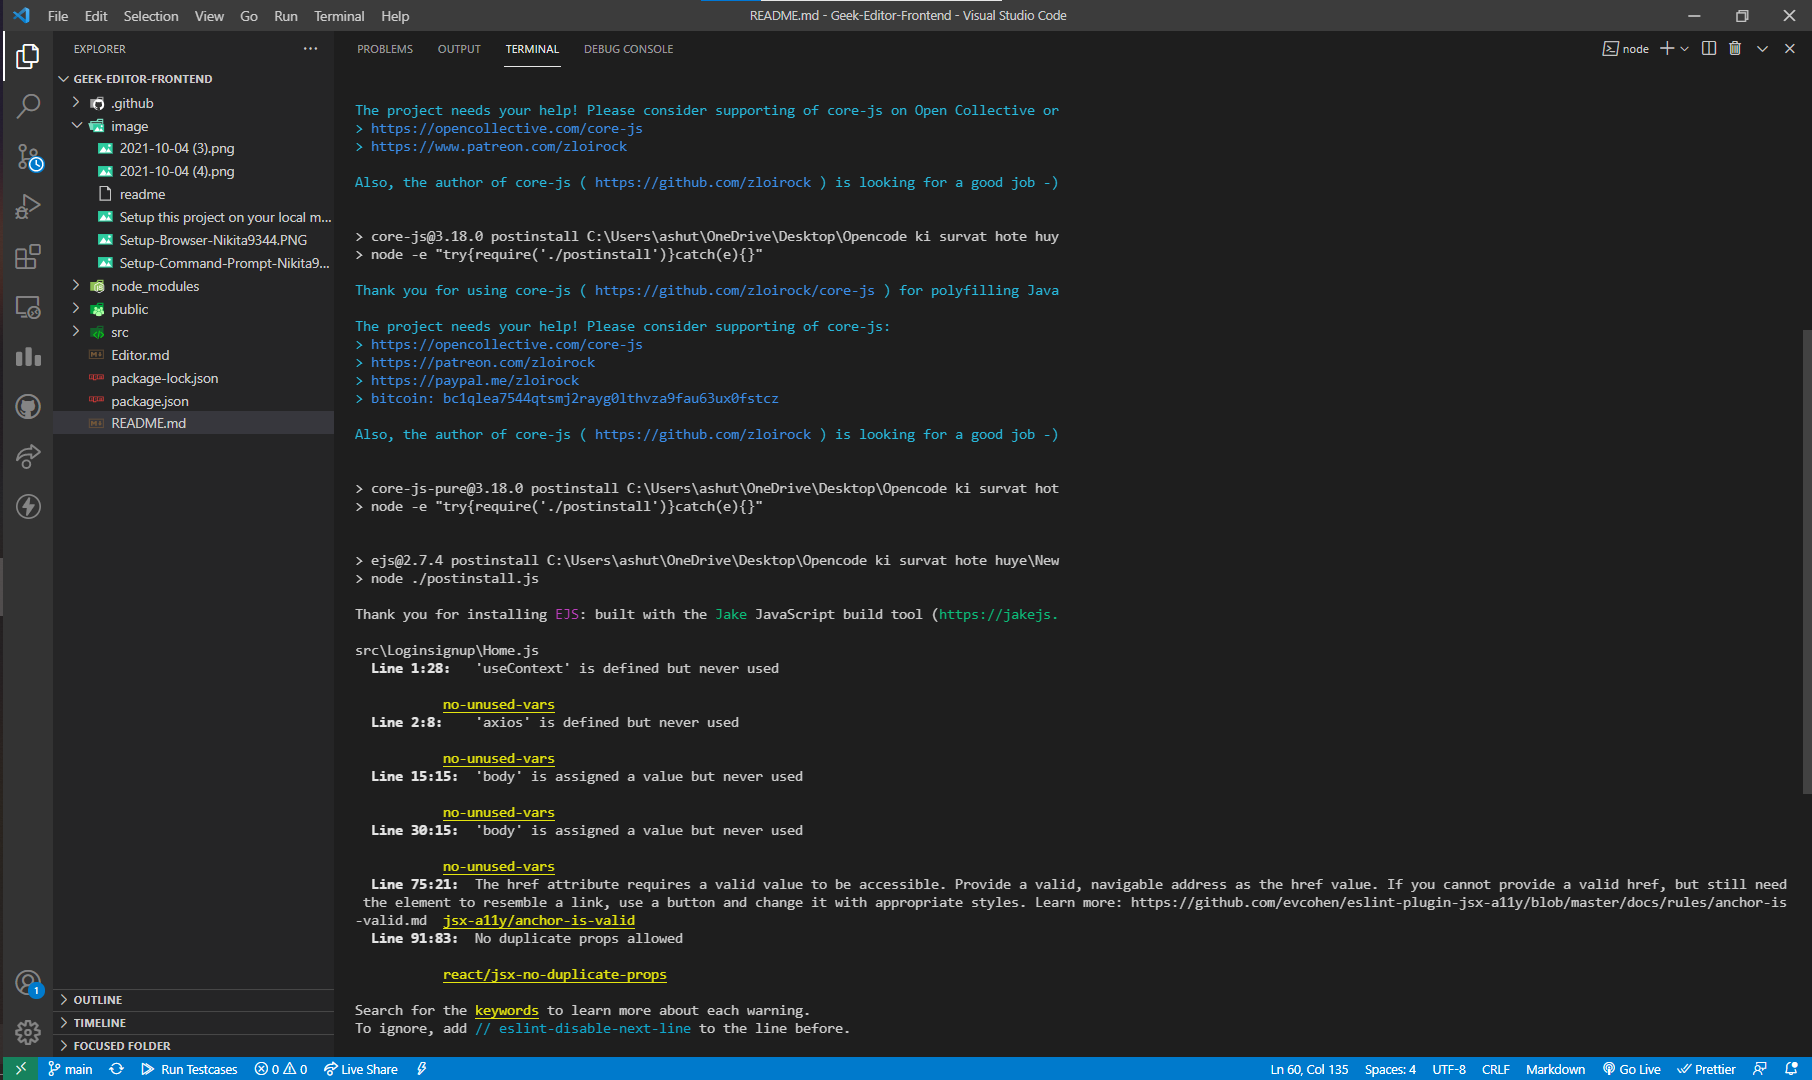 File Edit Selection View Go Run Terminal Help
README.md - Geek-Editor-Frontend - Visual Studio Code
EXPLORER
GEEK-EDITOR-FRONTEND
.github
image
2021-10-04 (3).png
2021-10-04 (4).png
readme
Setup this project on your local m...
Setup-Browser-Nikita9344.PNG
Setup-Command-Prompt-Nikita9...
node_modules
public
src
Editor.md
package-lock.json
package.json
README.md
OUTLINE
TIMELINE
FOCUSED FOLDER
1
PROBLEMS OUTPUT TERMINAL DEBUG CONSOLE
node
The project needs your help! Please consider supporting of core-js on Open Collective or
> https://opencollective.com/core-js
> https://www.patreon.com/zloirock
Also, the author of core-js ( https://github.com/zloirock ) is looking for a good job -)
> core-js@3.18.0 postinstall C:\Users\ashut\OneDrive\Desktop\Opencode ki survat hote huy
> node -e "try{require('./postinstall')}catch(e){}"
Thank you for using core-js ( https://github.com/zloirock/core-js ) for polyfilling Java
The project needs your help! Please consider supporting of core-js:
> https://opencollective.com/core-js
> https://patreon.com/zloirock
> https://paypal.me/zloirock
> bitcoin: bc1qlea7544qtsmj2rayg0lthvza9fau63ux0fstcz
Also, the author of core-js ( https://github.com/zloirock ) is looking for a good job -)
> core-js-pure@3.18.0 postinstall C:\Users\ashut\OneDrive\Desktop\Opencode ki survat hot
> node -e "try{require('./postinstall')}catch(e){}"
> ejs@2.7.4 postinstall C:\Users\ashut\OneDrive\Desktop\Opencode ki survat hote huye\New
> node ./postinstall.js
Thank you for installing EJS: built with the Jake JavaScript build tool (https://jakejs.
src\Loginsignup\Home.js
Line 1:28: 'useContext' is defined but never used
no-unused-vars
Line 2:8: 'axios' is defined but never used
no-unused-vars
Line 15:15: 'body' is assigned a value but never used
no-unused-vars
Line 30:15: 'body' is assigned a value but never used
no-unused-vars
Line 75:21: The href attribute requires a valid value to be accessible. Provide a valid, navigable address as the href value. If you cannot provide a valid href, but still need
the element to resemble a link, use a button and change it with appropriate styles. Learn more: https://github.com/evcohen/eslint-plugin-jsx-a11y/blob/master/docs/rules/anchor-is
-valid.md jsx-a11y/anchor-is-valid
Line 91:83: No duplicate props allowed
react/jsx-no-duplicate-props
Search for the keywords to learn more about each warning.
To ignore, add // eslint-disable-next-line to the line before.
main Run Testcases 0 0 Live Share Ln 60, Col 135 Spaces: 4 UTF-8 CRLF Markdown Go Live Prettier